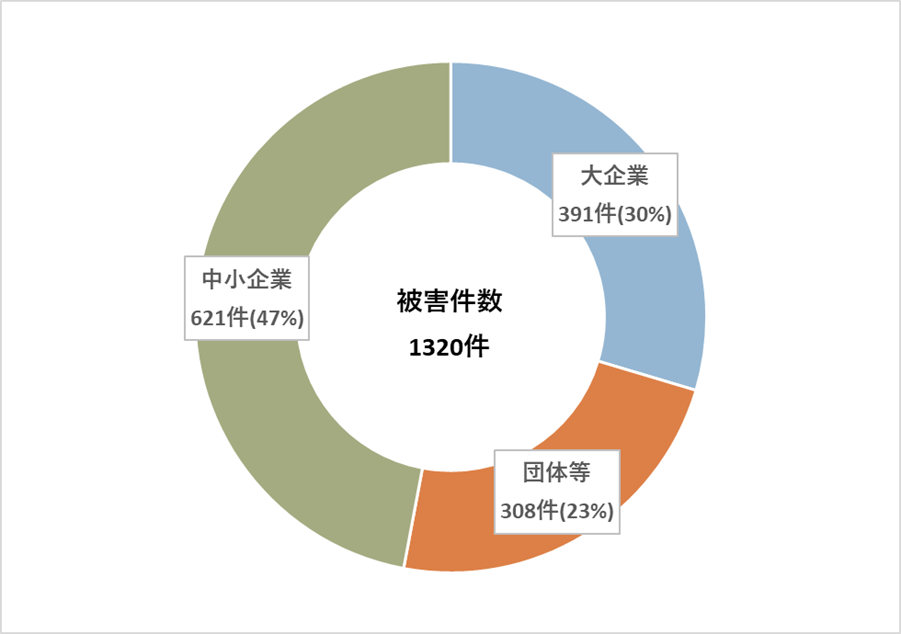 大企業
391件(30%)
中小企業
621件(47%)
被害件数
1320件
団体等
308件(23%)